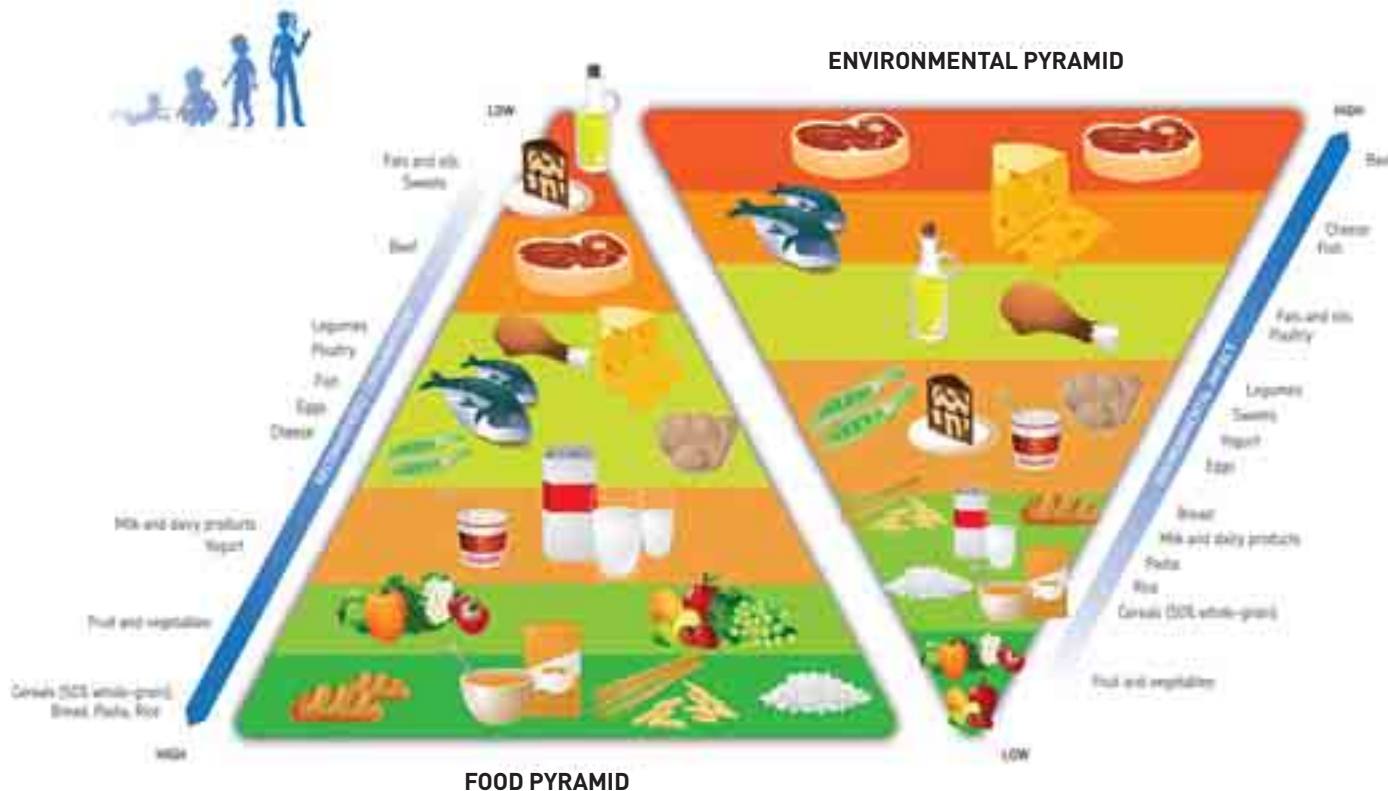 ENVIRONMENTAL PYRAMID
LOW
HIGH
Fats and oils
Sweets
Beef
Legumes
Poultry
Fish
Eggs
Cheese
Milk and dairy products
Yogurt
Fruit and vegetables
Cereals (50% whole-grain)
Bread, Pasta, Rice
HIGH
Cheese
Fish
Fats and oils
Poultry
Legumes
Sweets
Yogurt
Eggs
ENVIRONMENTAL IMPACT
Bread
Milk and dairy products
Pasta
Rice
Cereals (50% whole-grain)
Fruit and vegetables
LOW
FOOD PYRAMID